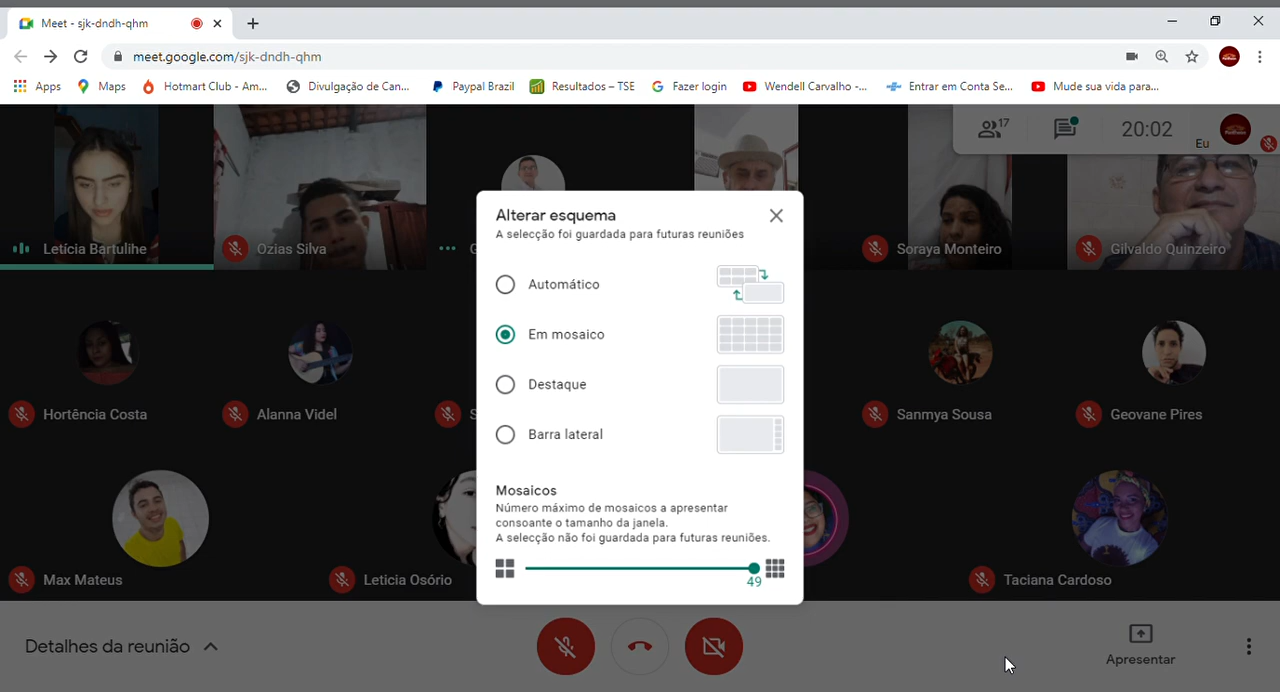 Meet - sjk-dndh-qhm
meet.google.com/sjk-dndh-qhm
Apps Maps Hotmart Club - Am... Divulgação de Can... Paypal Brazil Resultados – TSE Fazer login Wendell Carvalho -... Entrar em Conta Se... Mude sua vida para...
17
20:02
Eu
Letícia Bartulihe
Ozias Silva
G
Soraya Monteiro
Gilvaldo Quinzeiro
Alterar esquema
A selecção foi guardada para futuras reuniões
Automático
Em mosaico
Destaque
Barra lateral
Mosaicos
Número máximo de mosaicos a apresentar
consoante o tamanho da janela.
A selecção não foi guardada para futuras reuniões.
49
Hortência Costa
Alanna Videl
S
Sanmya Sousa
Geovane Pires
Max Mateus
Leticia Osório
Taciana Cardoso
Detalhes da reunião
Apresentar